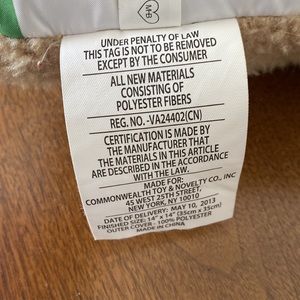 MB
UNDER PENALTY OF LAW
THIS TAG IS NOT TO BE REMOVED
EXCEPT BY THE CONSUMER
ALL NEW MATERIALS
CONSISTING OF
POLYESTER FIBERS
REG. NO. -VA24402(CN)
CERTIFICATION IS MADE BY
THE MANUFACTURER THAT
THE MATERIALS IN THIS ARTICLE
ARE DESCRIBED IN THE ACCORDANCE
WITH THE LAW.
MADE FOR:
COMMONWEALTH TOY & NOVELTY CO., INC
45 WEST 25TH STREET,
NEW YORK, NY 10010
DATE OF DELIVERY: MAY 10, 2013
FINISHED SIZE: 14" x 14" (35cm x 35cm)
OUTER COVER - 100% POLYESTER
MADE IN CHINA